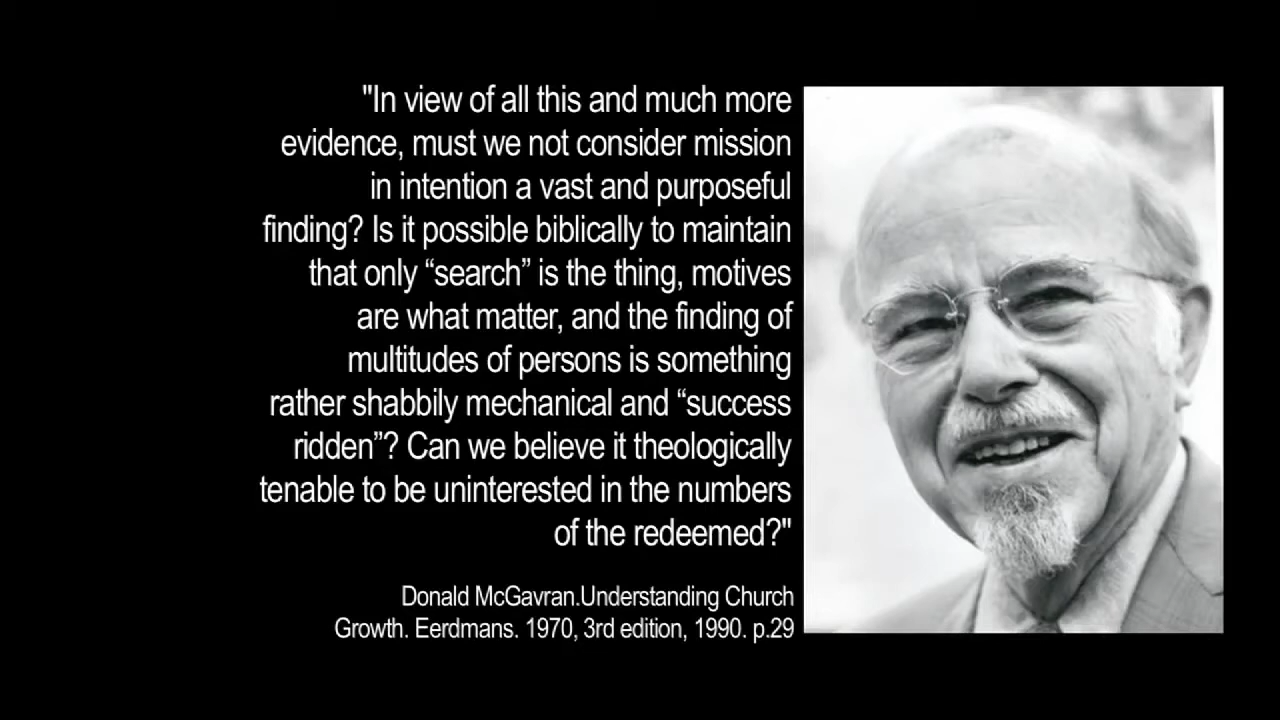 "In view of all this and much more
evidence, must we not consider mission
in intention a vast and purposeful
finding? Is it possible biblically to maintain
that only “search” is the thing, motives
are what matter, and the finding of
multitudes of persons is something
rather shabbily mechanical and “success
ridden”? Can we believe it theologically
tenable to be uninterested in the numbers
of the redeemed?"
Donald McGavran.Understanding Church
Growth. Eerdmans. 1970, 3rd edition, 1990. p.29